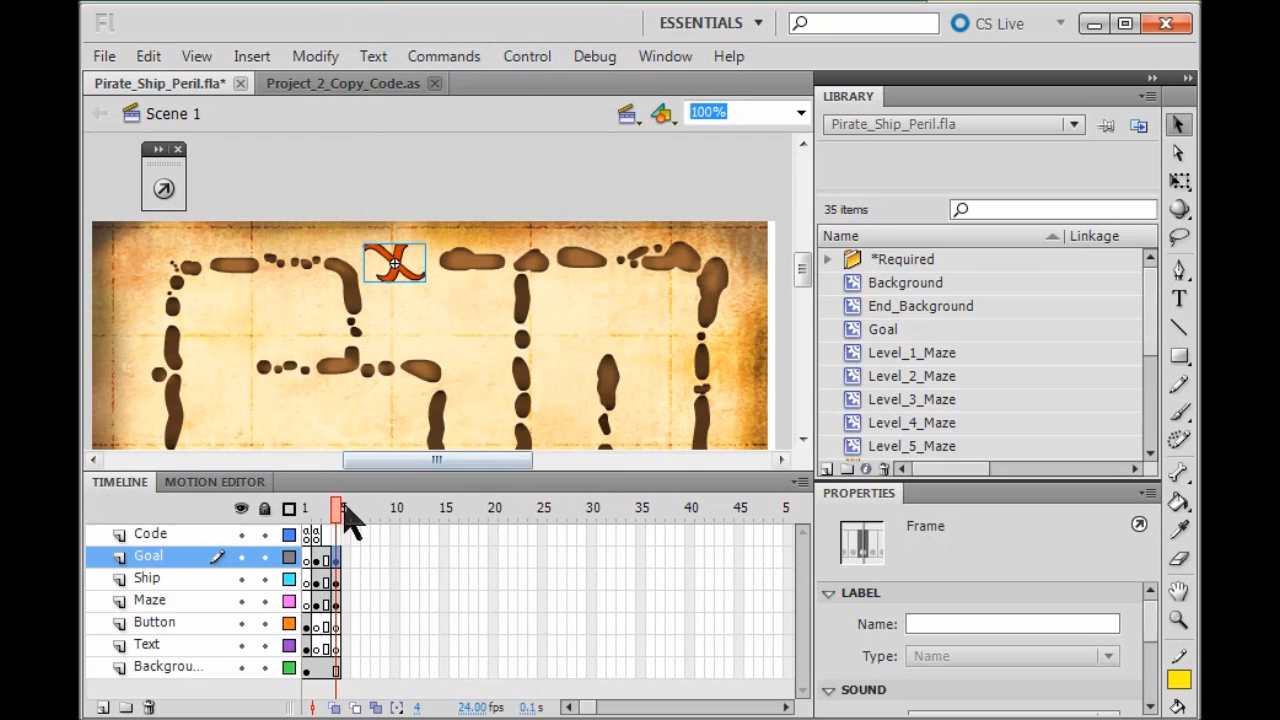 Fl ESSENTIALS CS Live
File Edit View Insert Modify Text Commands Control Debug Window Help
Pirate_Ship_Peril.fla* Project_2_Copy_Code.as
Scene 1 100%
LIBRARY
Pirate_Ship_Peril.fla
35 items
Name Linkage
*Required
Background
End_Background
Goal
Level_1_Maze
Level_2_Maze
Level_3_Maze
Level_4_Maze
Level_5_Maze
TIMELINE MOTION EDITOR
1 5 10 15 20 25 30 35 40 45 5
Code
Goal
Ship
Maze
Button
Text
Backgrou...
4 24.00 fps 0.1 s
PROPERTIES
Frame
LABEL
Name:
Type: Name
SOUND